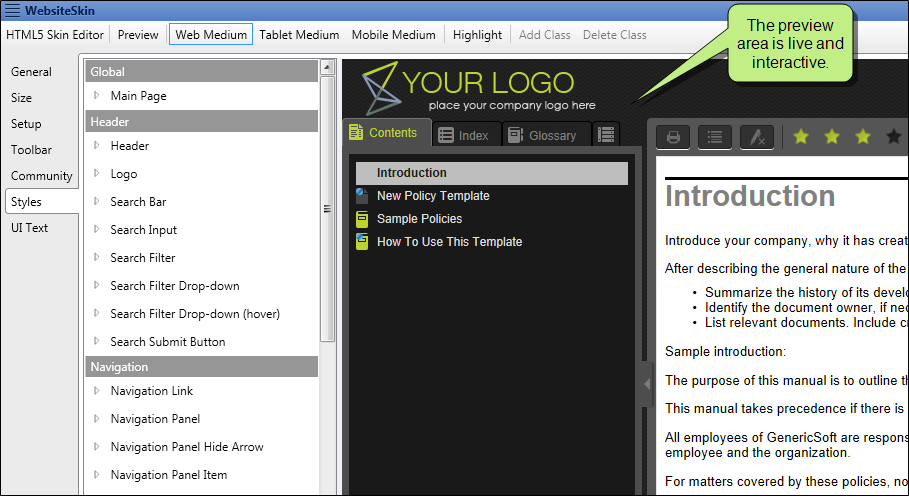 WebsiteSkin
HTML5 Skin Editor Preview Web Medium Tablet Medium Mobile Medium Highlight Add Class Delete Class
The preview
area is live and
interactive.
General
Size
Setup
Toolbar
Community
Styles
UI Text
Global
Main Page
Header
Header
Logo
Search Bar
Search Input
Search Filter
Search Filter Drop-down
Search Filter Drop-down (hover)
Search Submit Button
Navigation
Navigation Link
Navigation Panel
Navigation Panel Hide Arrow
Navigation Panel Item
YOUR LOGO
place your company logo here
Contents Index Glossary
Introduction
New Policy Template
Sample Policies
How To Use This Template
Introduction
Introduce your company, why it has creat
After describing the general nature of the
• Summarize the history of its develo
• Identify the document owner, if nec
• List relevant documents. Include cr
Sample introduction:
The purpose of this manual is to outline th
This manual takes precedence if there is
All employees of GenericSoft are respons
employee and the organization.
For matters covered by these policies, no